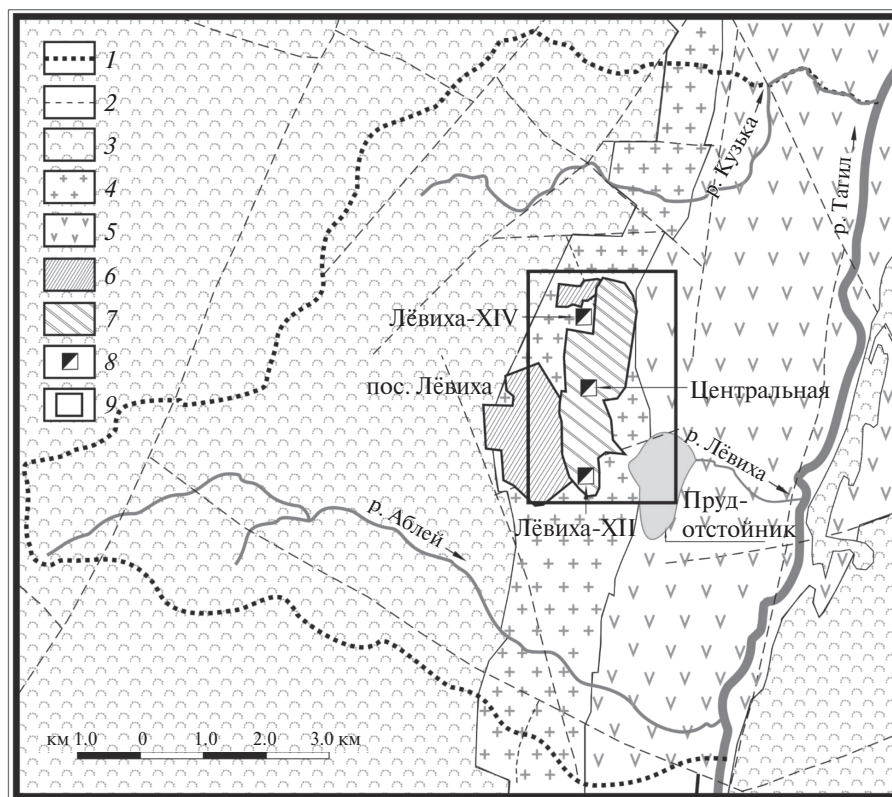 1
2
3
4
5
6
7
8
9
р. Кузька
р. Тагил
Лёвиха-XIV
пос. Лёвиха
Центральная
р. Лёвиха
Пруд-
отстойник
Лёвиха-XII
р. Аблей
км 1.0 0 1.0 2.0 3.0 км